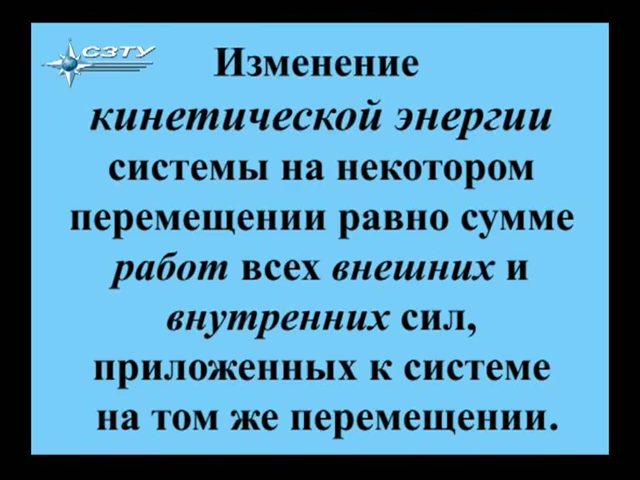 СЗТУ
Изменение
кинетической энергии
системы на некотором
перемещении равно сумме
работ всех внешних и
внутренних сил,
приложенных к системе
на том же перемещении.